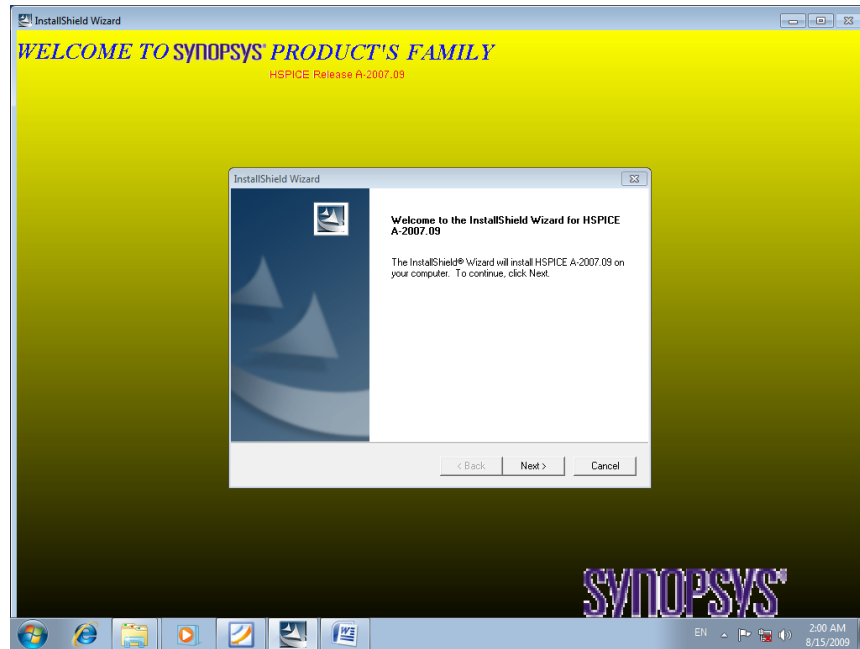 InstallShield Wizard
WELCOME TO SYNOPSYS® PRODUCT'S FAMILY
HSPICE Release A-2007.09
InstallShield Wizard
Welcome to the InstallShield Wizard for HSPICE
A-2007.09
The InstallShield® Wizard will install HSPICE A-2007.09 on
your computer. To continue, click Next.
< Back
Next >
Cancel
SYNOPSYS®
EN
2:00 AM
8/15/2009